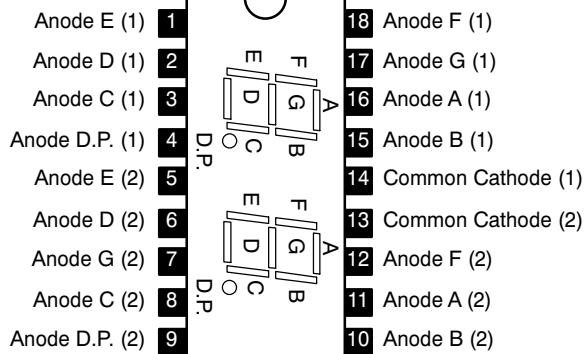 Anode E (1) 1
18 Anode F (1)
Anode D (1) 2
17 Anode G (1)
Anode C (1) 3
16 Anode A (1)
Anode D.P. (1) 4
15 Anode B (1)
Anode E (2) 5
14 Common Cathode (1)
Anode D (2) 6
13 Common Cathode (2)
Anode G (2) 7
12 Anode F (2)
Anode C (2) 8
11 Anode A (2)
Anode D.P. (2) 9
10 Anode B (2)
E F
D G A
D.P. C B
E F
D G A
D.P. C B